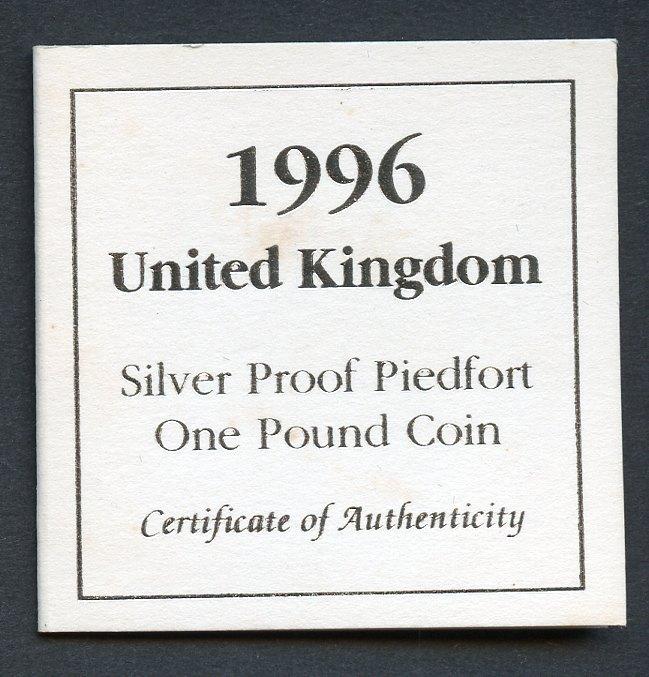 1996
United Kingdom
Silver Proof Piedfort
One Pound Coin
Certificate of Authenticity